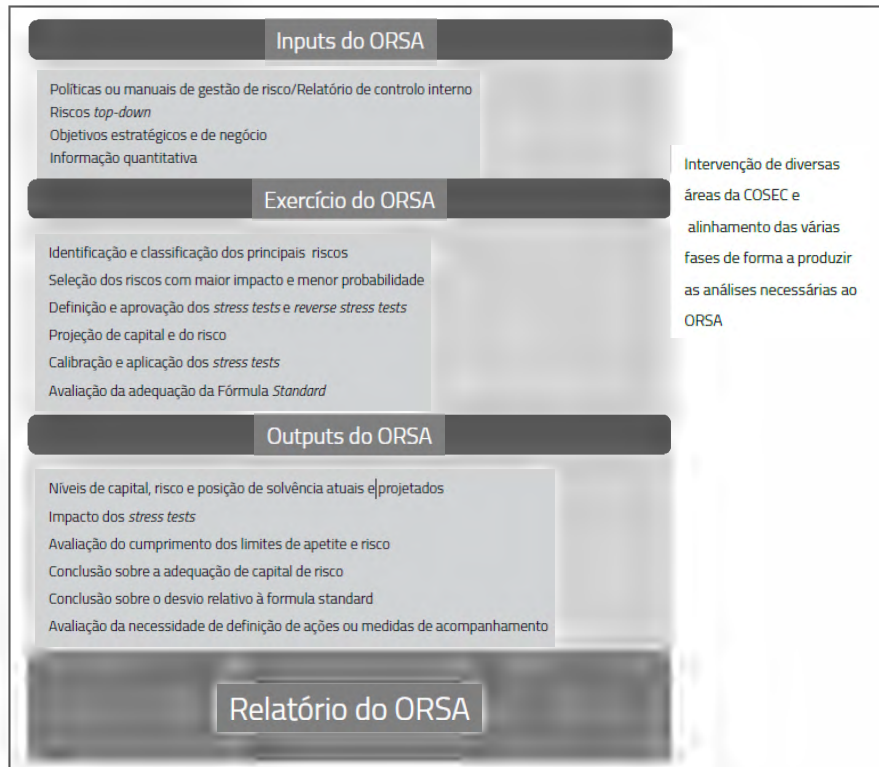 Inputs do ORSA
Políticas ou manuais de gestão de risco/Relatório de controlo interno
Riscos top-down
Objetivos estratégicos e de negócio
Informação quantitativa
Exercício do ORSA
Identificação e classificação dos principais riscos
Seleção dos riscos com maior impacto e menor probabilidade
Definição e aprovação dos stress tests e reverse stress tests
Projeção de capital e do risco
Calibração e aplicação dos stress tests
Avaliação da adequação da Fórmula Standard
Outputs do ORSA
Níveis de capital, risco e posição de solvência atuais e projetados
Impacto dos stress tests
Avaliação do cumprimento dos limites de apetite e risco
Conclusão sobre a adequação de capital de risco
Conclusão sobre o desvio relativo à formula standard
Avaliação da necessidade de definição de ações ou medidas de acompanhamento
Relatório do ORSA
Intervenção de diversas
áreas da COSEC e
alinhamento das várias
fases de forma a produzir
as análises necessárias ao
ORSA